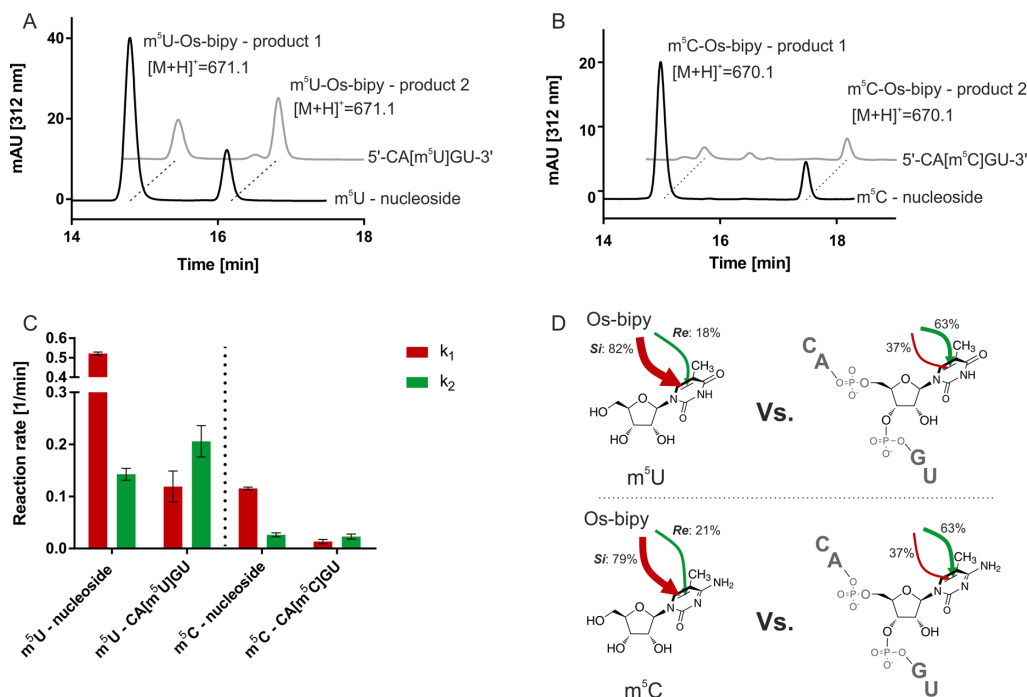 A
mAU [312 nm]
40
20
0
m⁵U-Os-bipy - product 1
[M+H]⁺=671.1
m⁵U-Os-bipy - product 2
[M+H]⁺=671.1
5'-CA[m⁵U]GU-3'
m⁵U - nucleoside
14
16
18
Time [min]
B
mAU [312 nm]
20
10
0
m⁵C-Os-bipy - product 1
[M+H]⁺=670.1
m⁵C-Os-bipy - product 2
[M+H]⁺=670.1
5'-CA[m⁵C]GU-3'
m⁵C - nucleoside
14
16
18
Time [min]
C
Reaction rate [1/min]
0.6
0.5
0.4
0.3
0.2
0.1
0.0
k₁
k₂
m⁵U - nucleoside
m⁵U - CA[m⁵U]GU
m⁵C - nucleoside
m⁵C - CA[m⁵C]GU
D
Os-bipy
Re: 18%
Si: 82%
CH₃
O
N
NH
O
HO
O
OH
OH
m⁵U
Vs.
63%
37%
C
A
O
O=P-O
O⁻
O
CH₃
O
N
NH
O
O
OH
O=P-O
O⁻
G
U
Os-bipy
Re: 21%
Si: 79%
CH₃
NH₂
N
N
O
HO
O
OH
OH
m⁵C
Vs.
63%
37%
C
A
O
O=P-O
O⁻
O
CH₃
NH₂
N
N
O
O
OH
O=P-O
O⁻
G
U